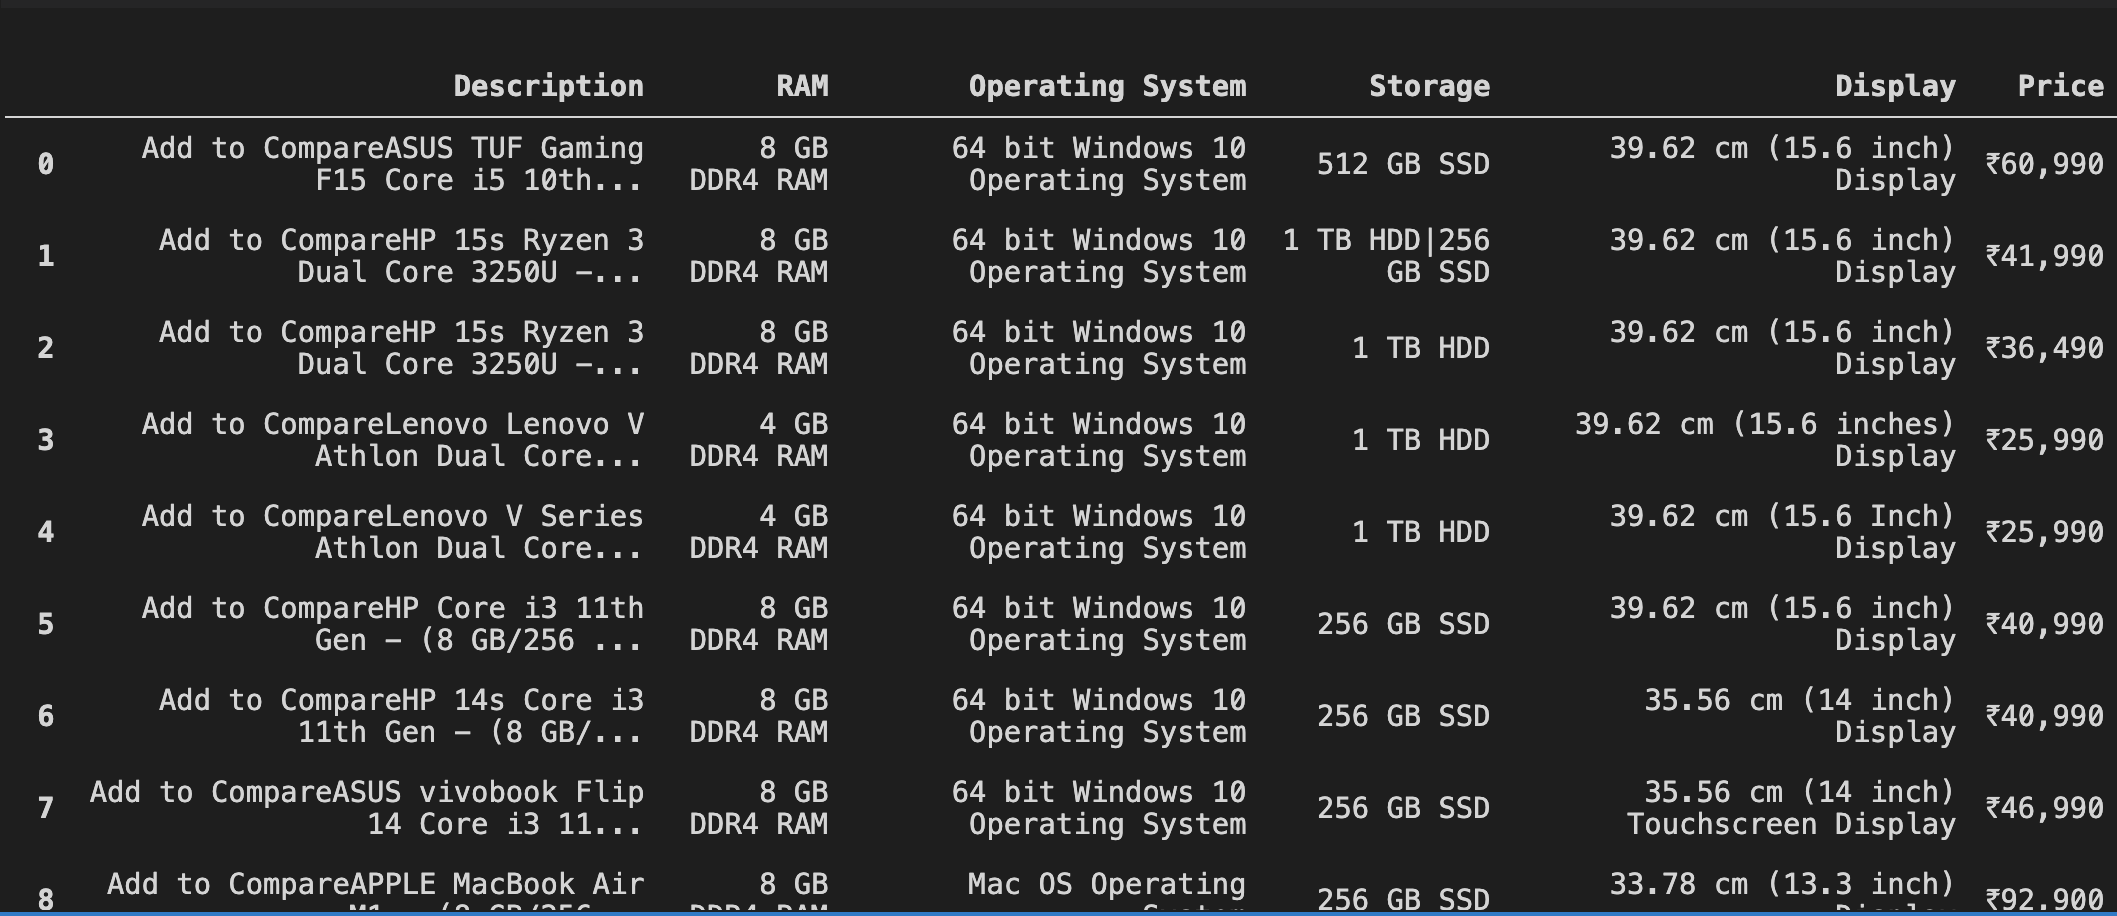 Description RAM Operating System Storage Display Price
0 Add to CompareASUS TUF Gaming F15 Core i5 10th... 8 GB DDR4 RAM 64 bit Windows 10 Operating System 512 GB SSD 39.62 cm (15.6 inch) Display ₹60,990
1 Add to CompareHP 15s Ryzen 3 Dual Core 3250U –... 8 GB DDR4 RAM 64 bit Windows 10 Operating System 1 TB HDD|256 GB SSD 39.62 cm (15.6 inch) Display ₹41,990
2 Add to CompareHP 15s Ryzen 3 Dual Core 3250U –... 8 GB DDR4 RAM 64 bit Windows 10 Operating System 1 TB HDD 39.62 cm (15.6 inch) Display ₹36,490
3 Add to CompareLenovo Lenovo V Athlon Dual Core... 4 GB DDR4 RAM 64 bit Windows 10 Operating System 1 TB HDD 39.62 cm (15.6 inches) Display ₹25,990
4 Add to CompareLenovo V Series Athlon Dual Core... 4 GB DDR4 RAM 64 bit Windows 10 Operating System 1 TB HDD 39.62 cm (15.6 Inch) Display ₹25,990
5 Add to CompareHP Core i3 11th Gen – (8 GB/256 ... 8 GB DDR4 RAM 64 bit Windows 10 Operating System 256 GB SSD 39.62 cm (15.6 inch) Display ₹40,990
6 Add to CompareHP 14s Core i3 11th Gen – (8 GB/... 8 GB DDR4 RAM 64 bit Windows 10 Operating System 256 GB SSD 35.56 cm (14 inch) Display ₹40,990
7 Add to CompareASUS vivobook Flip 14 Core i3 11... 8 GB DDR4 RAM 64 bit Windows 10 Operating System 256 GB SSD 35.56 cm (14 inch) Touchscreen Display ₹46,990
8 Add to CompareAPPLE MacBook Air 8 GB Mac OS Operating 256 GB SSD 33.78 cm (13.3 inch) ₹92,900